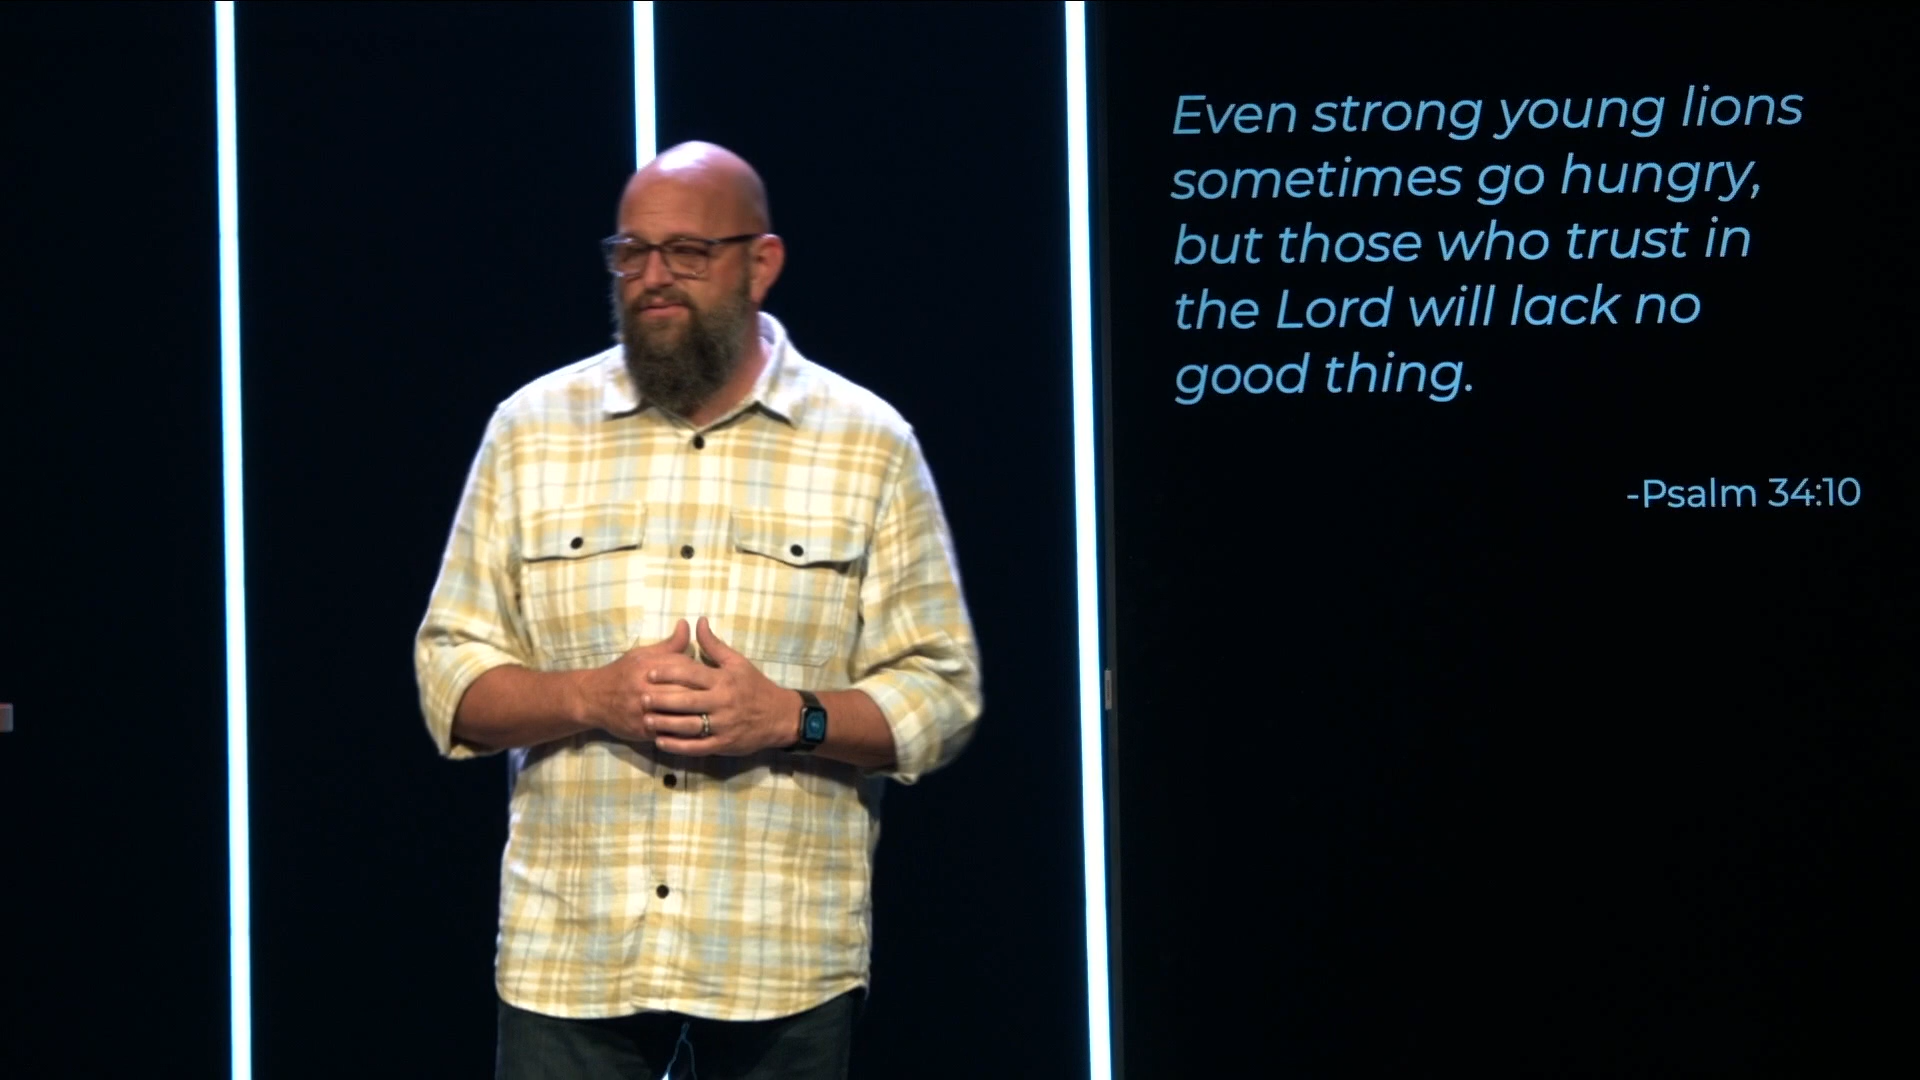 Even strong young lions
sometimes go hungry,
but those who trust in
the Lord will lack no
good thing.
-Psalm 34:10